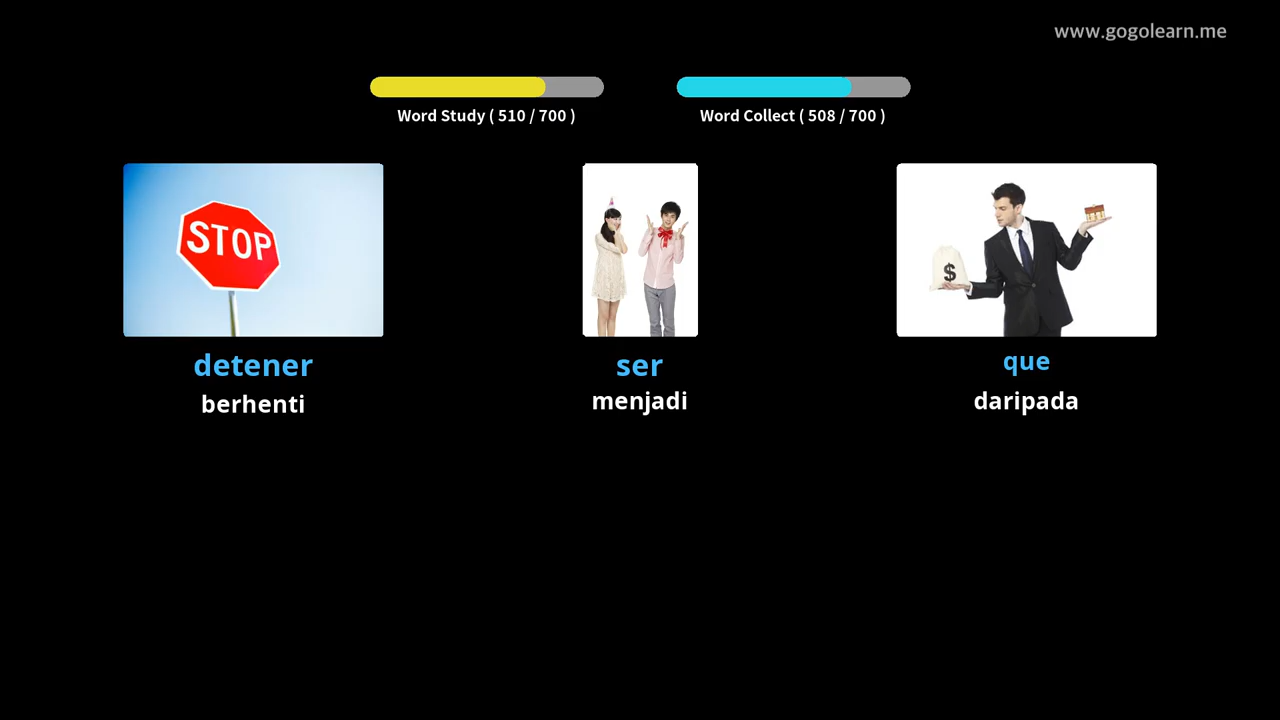 www.gogolearn.me
Word Study ( 510 / 700 )
Word Collect ( 508 / 700 )
STOP
$
detener
berhenti
ser
menjadi
que
daripada